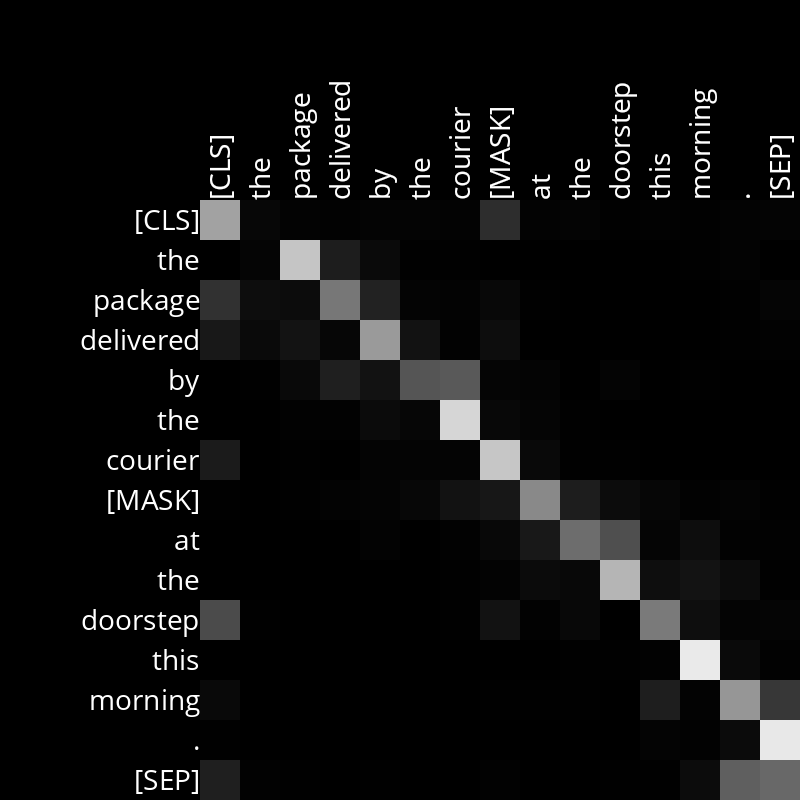 [CLS] the package delivered by the courier [MASK] at the doorstep this morning . [SEP]
[CLS]
the
package
delivered
by
the
courier
[MASK]
at
the
doorstep
this
morning
.
[SEP]